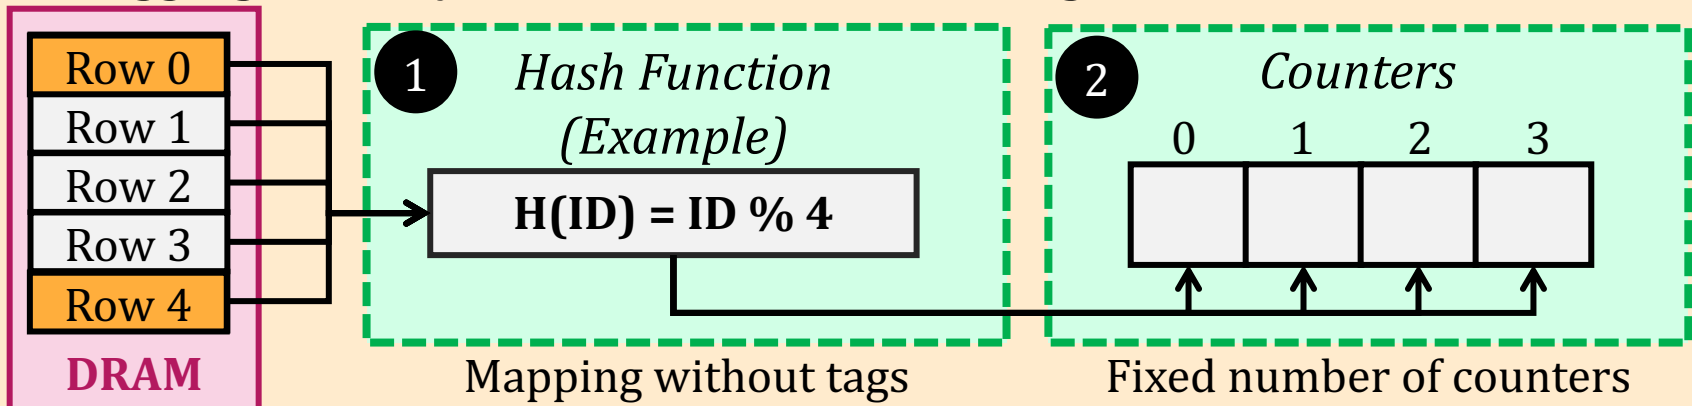 Row 0
Row 1
Row 2
Row 3
Row 4
DRAM
1
Hash Function
(Example)
H(ID) = ID % 4
Mapping without tags
2
Counters
0 1 2 3
Fixed number of counters